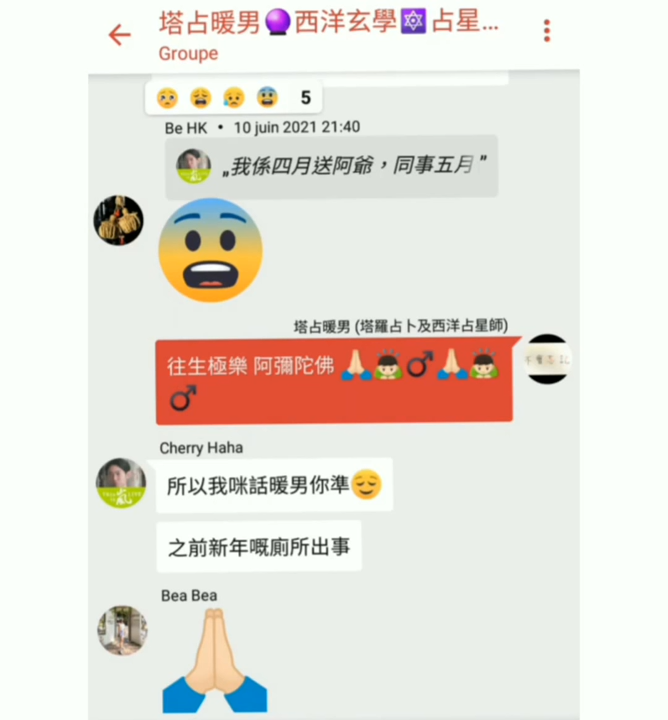 塔占暖男🔮西洋玄學🔯占星...
Groupe
🥺 😩 😥 😨 5
Be HK • 10 juin 2021 21:40
„我係四月送阿爺，同事五月"
塔占暖男 (塔羅占卜及西洋占星師)
往生極樂 阿彌陀佛 🙏🏻🙇🏻♂️🙏🏻🙇🏻
♂️
Cherry Haha
所以我咪話暖男你準😌
之前新年嘅廁所出事
Bea Bea